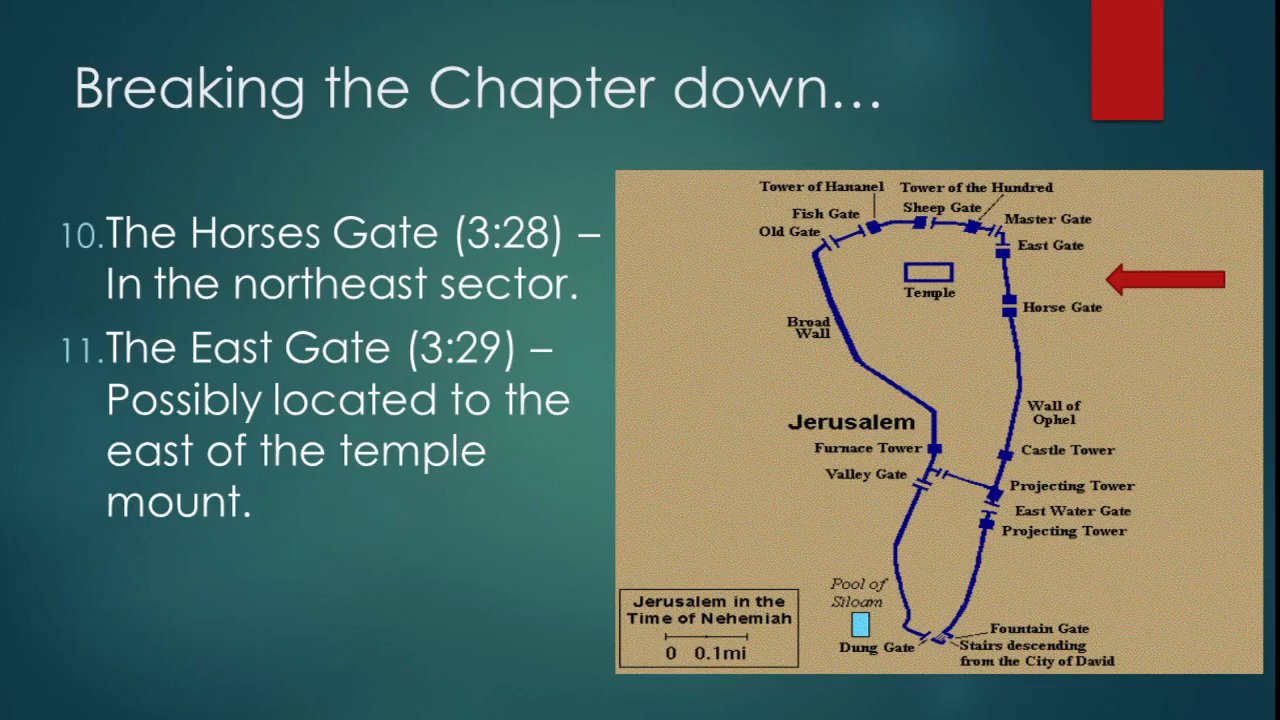 Breaking the Chapter down…
10. The Horses Gate (3:28) –
In the northeast sector.
11. The East Gate (3:29) –
Possibly located to the
east of the temple
mount.
Tower of Hananel
Tower of the Hundred
Fish Gate
Sheep Gate
Master Gate
Old Gate
East Gate
Temple
Horse Gate
Broad
Wall
Wall of
Ophel
Jerusalem
Furnace Tower
Castle Tower
Valley Gate
Projecting Tower
East Water Gate
Projecting Tower
Pool of
Siloam
Jerusalem in the
Time of Nehemiah
0 0.1mi
Fountain Gate
Dung Gate
Stairs descending
from the City of David